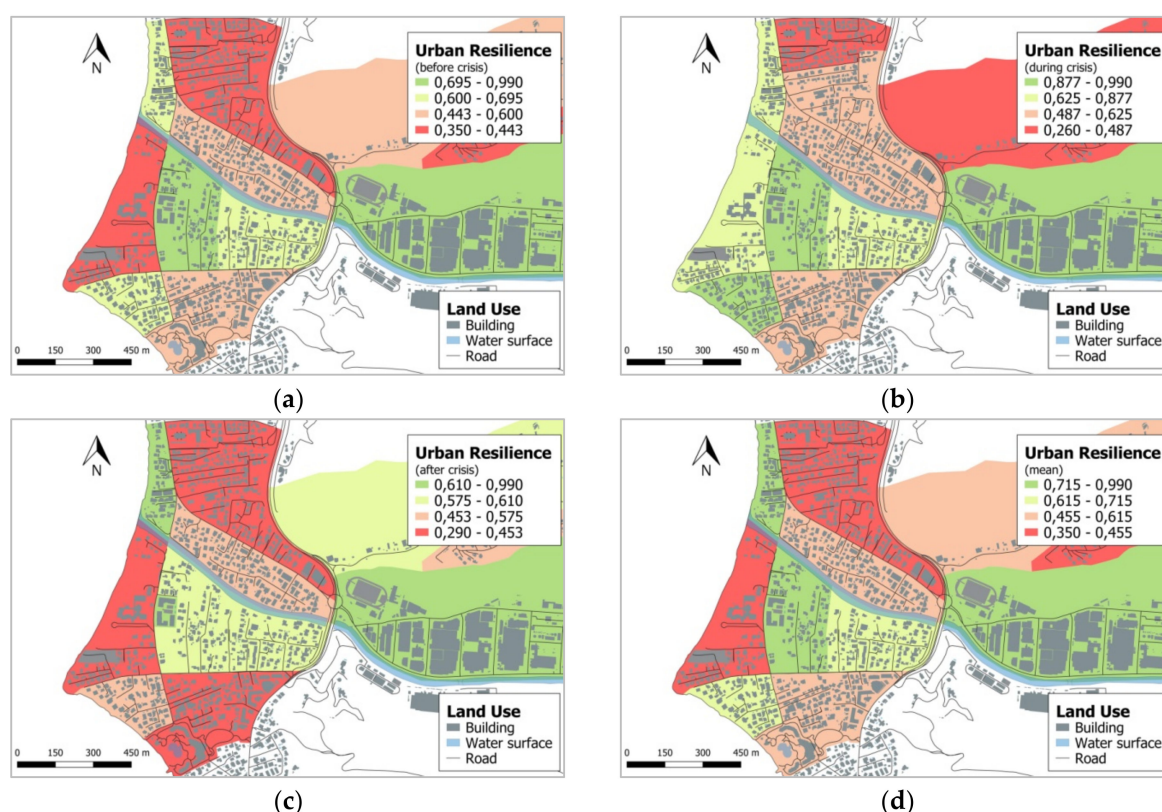 Urban Resilience
(before crisis)
0,695 - 0,990
0,600 - 0,695
0,443 - 0,600
0,350 - 0,443
N
Land Use
Building
Water surface
Road
0 150 300 450 m
(a)
Urban Resilience
(during crisis)
0,877 - 0,990
0,625 - 0,877
0,487 - 0,625
0,260 - 0,487
N
Land Use
Building
Water surface
Road
0 150 300 450 m
(b)
Urban Resilience
(after crisis)
0,610 - 0,990
0,575 - 0,610
0,453 - 0,575
0,290 - 0,453
N
Land Use
Building
Water surface
Road
0 150 300 450 m
(c)
Urban Resilience
(mean)
0,715 - 0,990
0,615 - 0,715
0,455 - 0,615
0,350 - 0,455
N
Land Use
Building
Water surface
Road
0 150 300 450 m
(d)